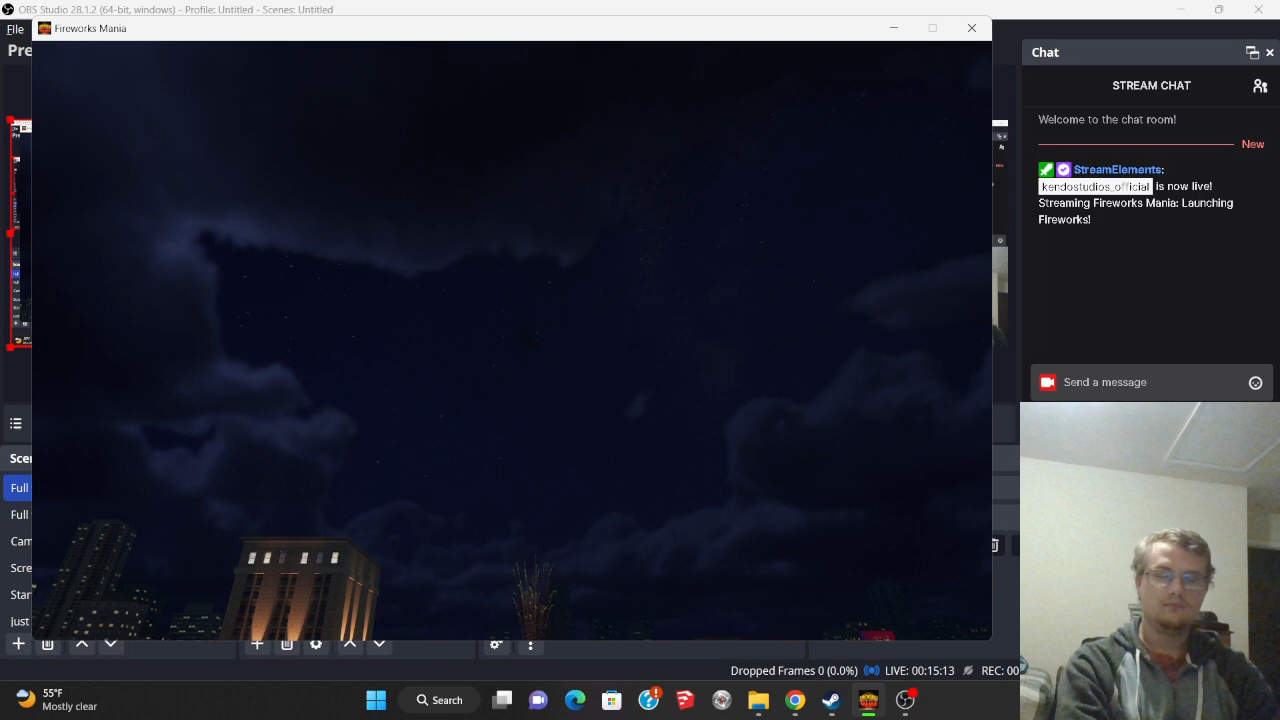 OBS Studio 28.1.2 (64-bit, windows) - Profile: Untitled - Scenes: Untitled
Fireworks Mania
File
Pre
Chat
STREAM CHAT
Welcome to the chat room!
New
StreamElements:
kendostudios_official is now live!
Streaming Fireworks Mania: Launching
Fireworks!
Send a message
Scen
Full
Full
Cam
Scre
Star
Just
Dropped Frames 0 (0.0%) LIVE: 00:15:13 REC: 00
55°F
Mostly clear
Search